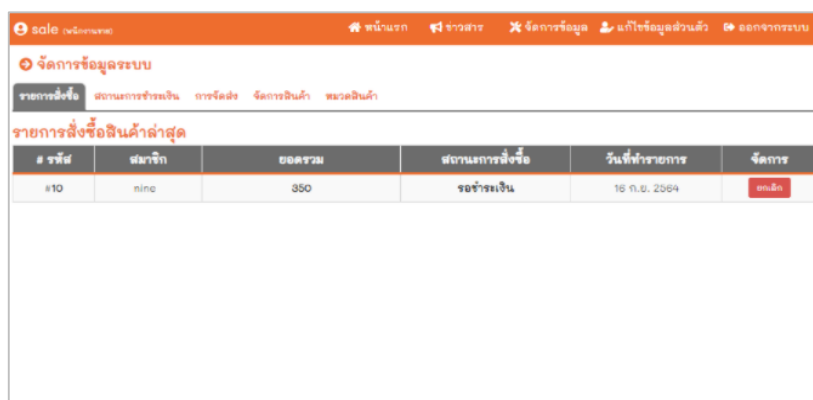 sale (พนักงานขาย) หน้าแรก ข่าวสาร จัดการข้อมูล แก้ไขข้อมูลส่วนตัว ออกจากระบบ
จัดการข้อมูลระบบ
รายการสั่งซื้อ สถานะการชำระเงิน การจัดส่ง จัดการสินค้า หมวดสินค้า
รายการสั่งซื้อสินค้าล่าสุด
# รหัส สมาชิก ยอดรวม สถานะการสั่งซื้อ วันที่ทำรายการ จัดการ
#10 nine 350 รอชำระเงิน 16 ก.ย. 2564 ยกเลิก